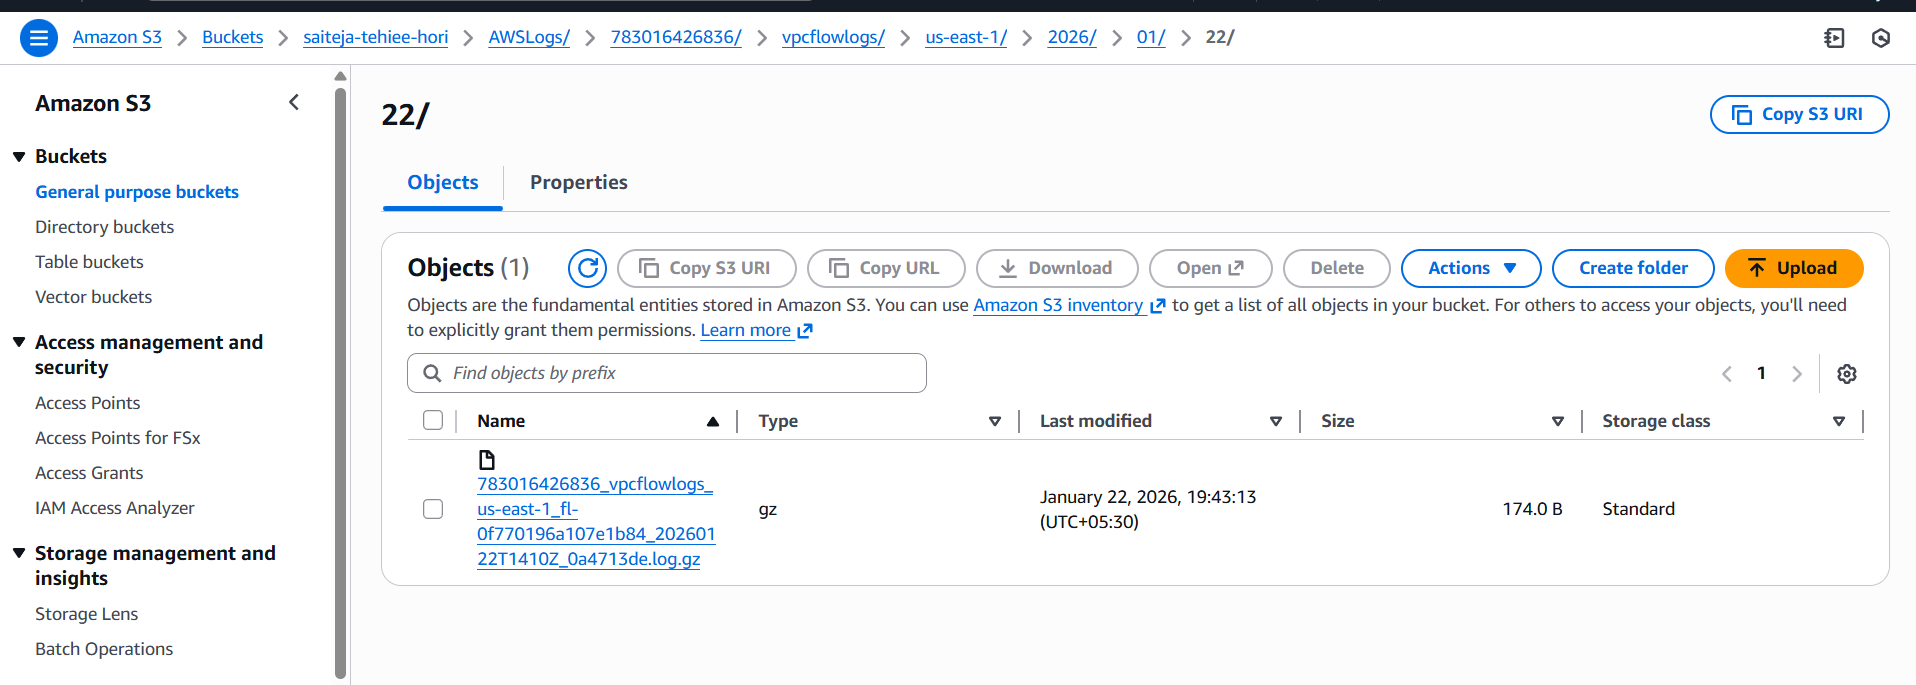 Amazon S3 > Buckets > saiteja-tehiee-hori > AWSLogs/ > 783016426836/ > vpcflowlogs/ > us-east-1/ > 2026/ > 01/ > 22/
Amazon S3
Buckets
General purpose buckets
Directory buckets
Table buckets
Vector buckets
Access management and
security
Access Points
Access Points for FSx
Access Grants
IAM Access Analyzer
Storage management and
insights
Storage Lens
Batch Operations
22/
Copy S3 URI
Objects Properties
Objects (1) Copy S3 URI Copy URL Download Open Delete Actions Create folder Upload
Objects are the fundamental entities stored in Amazon S3. You can use Amazon S3 inventory to get a list of all objects in your bucket. For others to access your objects, you'll need
to explicitly grant them permissions. Learn more
Find objects by prefix
1
Name Type Last modified Size Storage class
783016426836_vpcflowlogs_
us-east-1_fl-
0f770196a107e1b84_202601
22T1410Z_0a4713de.log.gz
gz
January 22, 2026, 19:43:13
(UTC+05:30)
174.0 B
Standard